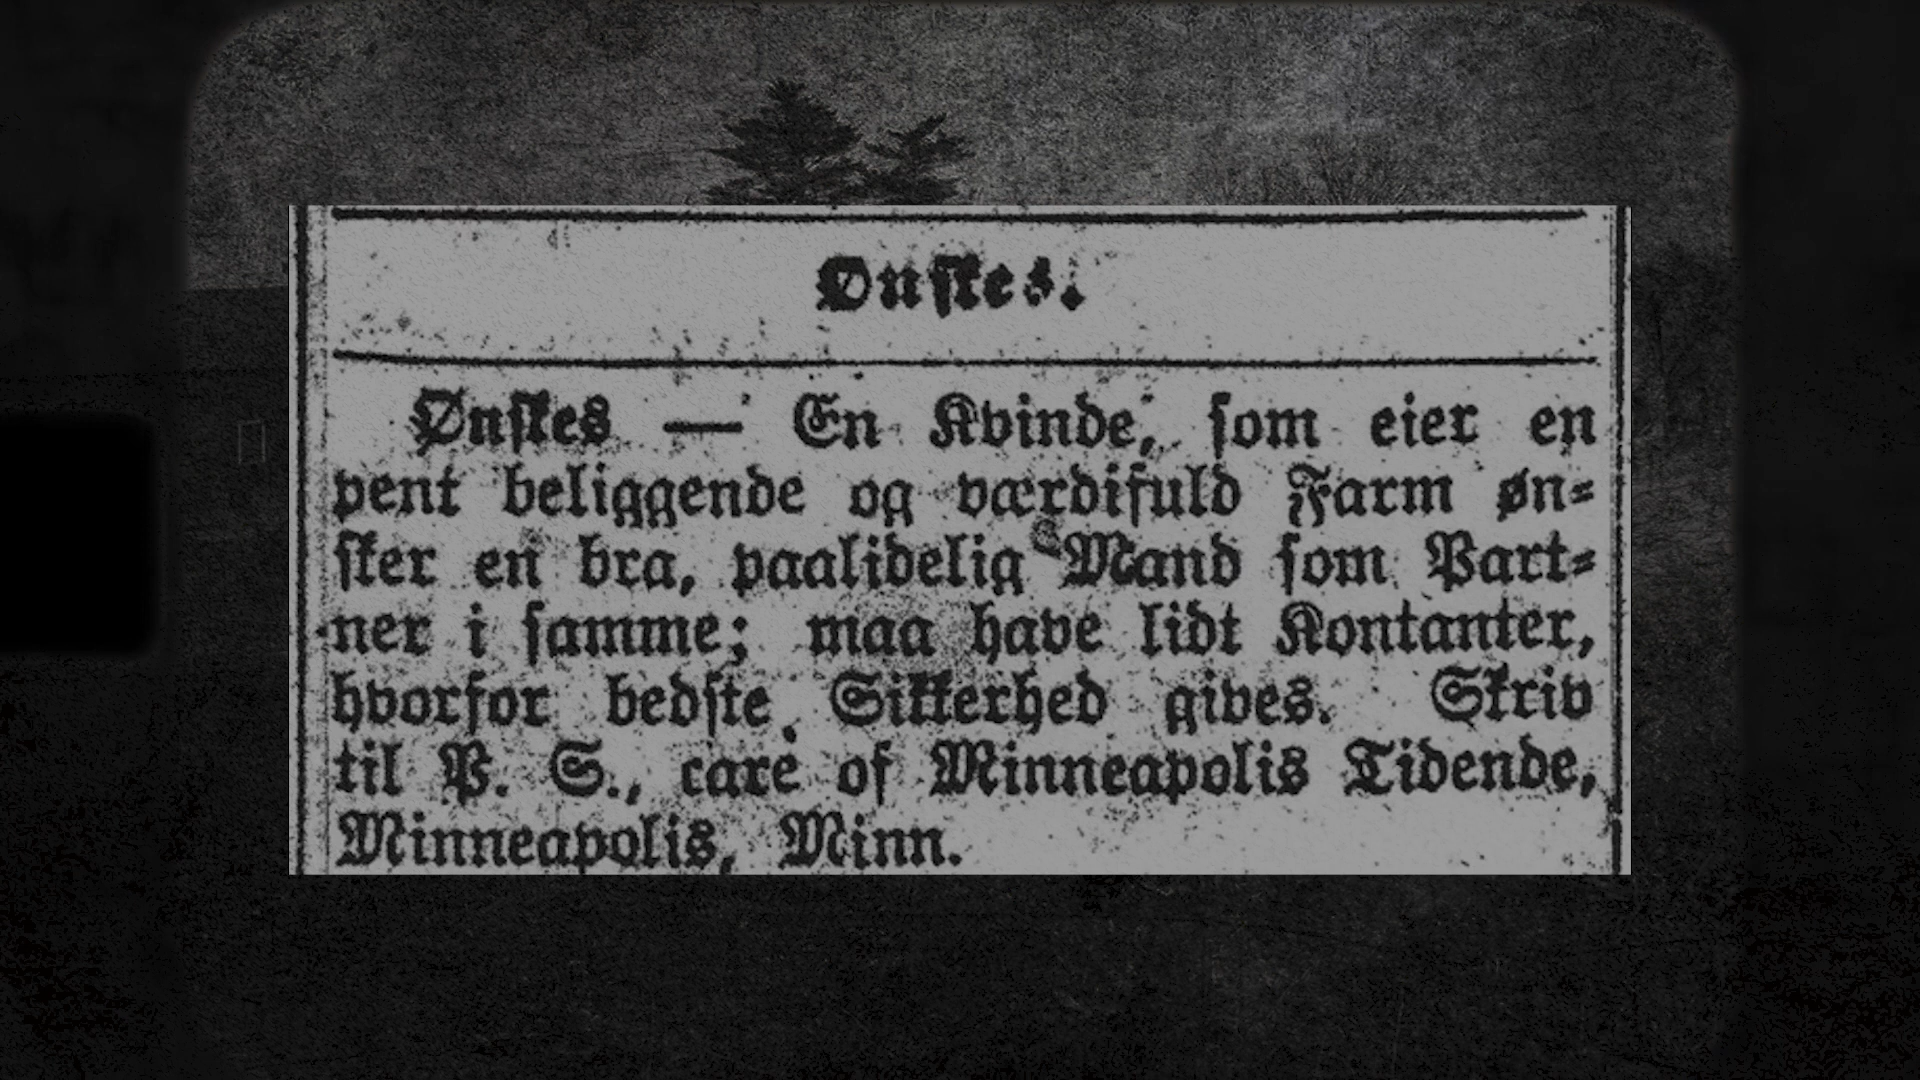 Ønskes.
Ønskes — En Kvinde, som eier en
pent beliggende og værdifuld Farm øn-
sker en bra, paalidelig Mand som Part-
ner i samme; maa have lidt Kontanter,
hvorfor bedste Sikkerhed gives. Skriv
til P. S., care of Minneapolis Tidende,
Minneapolis, Minn.